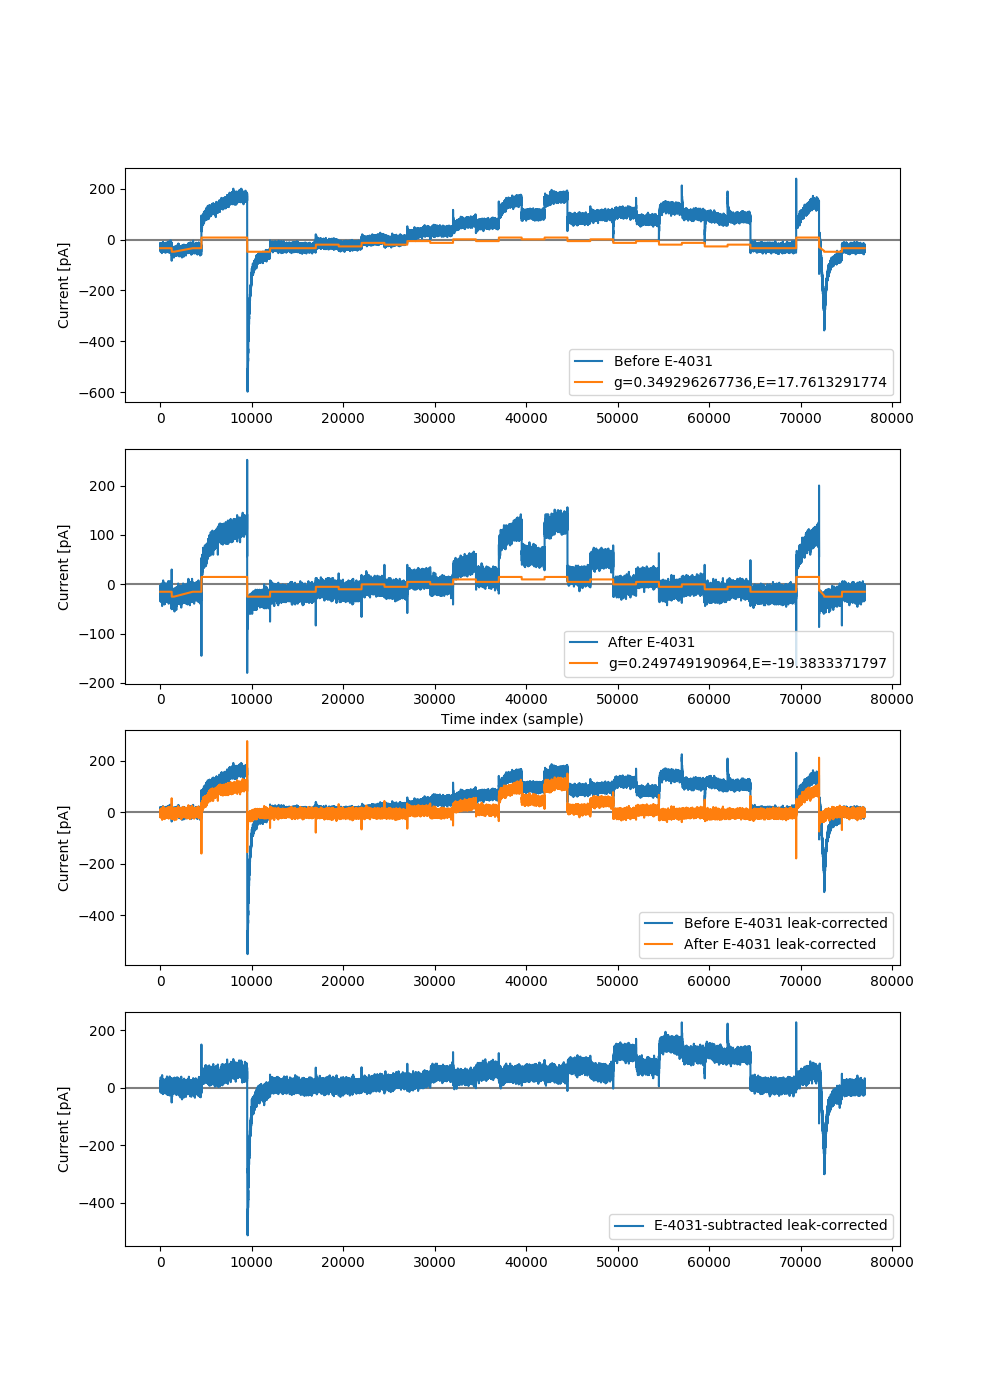 200
0
−200
−400
−600
Current [pA]
Before E-4031
g=0.349296267736,E=17.7613291774
0 10000 20000 30000 40000 50000 60000 70000 80000
200
100
0
−100
−200
Current [pA]
After E-4031
g=0.249749190964,E=-19.3833371797
0 10000 20000 30000 40000 50000 60000 70000 80000
Time index (sample)
200
0
−200
−400
Current [pA]
Before E-4031 leak-corrected
After E-4031 leak-corrected
0 10000 20000 30000 40000 50000 60000 70000 80000
200
0
−200
−400
Current [pA]
E-4031-subtracted leak-corrected
0 10000 20000 30000 40000 50000 60000 70000 80000